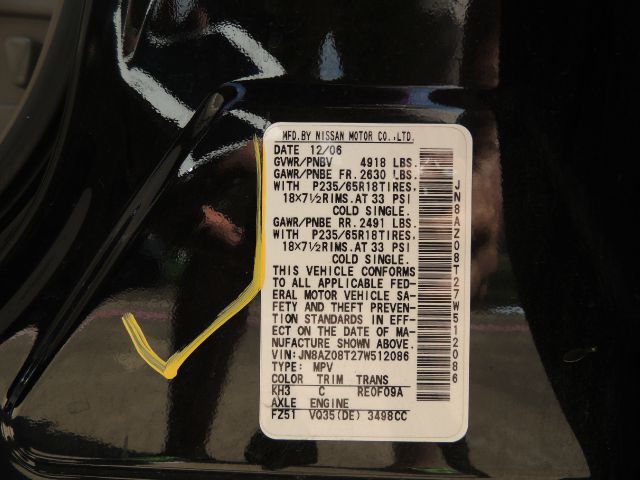 MFD.BY NISSAN MOTOR CO.,LTD.
DATE 12/06
GVWR/PNBV 4918 LBS.
GAWR/PNBE FR. 2630 LBS.
WITH P235/65R18TIRES.
18×7½RIMS.AT 33 PSI
COLD SINGLE.
GAWR/PNBE RR. 2491 LBS.
WITH P235/65R18TIRES.
18×7½RIMS.AT 33 PSI
COLD SINGLE.
THIS VEHICLE CONFORMS
TO ALL APPLICABLE FED-
ERAL MOTOR VEHICLE SA-
FETY AND THEFT PREVEN-
TION STANDARDS IN EFF-
ECT ON THE DATE OF MA-
NUFACTURE SHOWN ABOVE.
VIN:JN8AZ08T27W512086
TYPE: MPV
COLOR TRIM TRANS
KH3 C RE0F09A
AXLE ENGINE
FZ51 VQ35(DE) 3498CC
JN8AZ08T27W512086